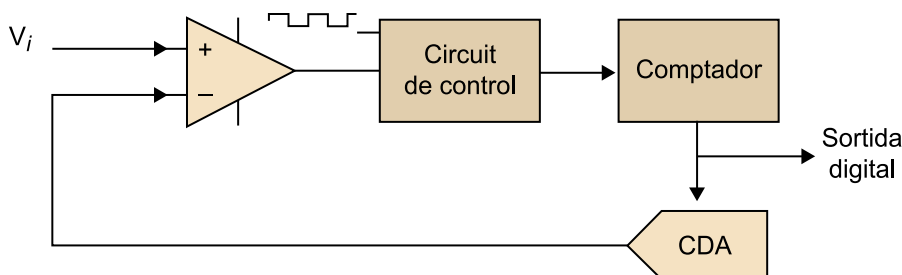 Vi
+
−
Circuit
de control
Comptador
Sortida
digital
CDA